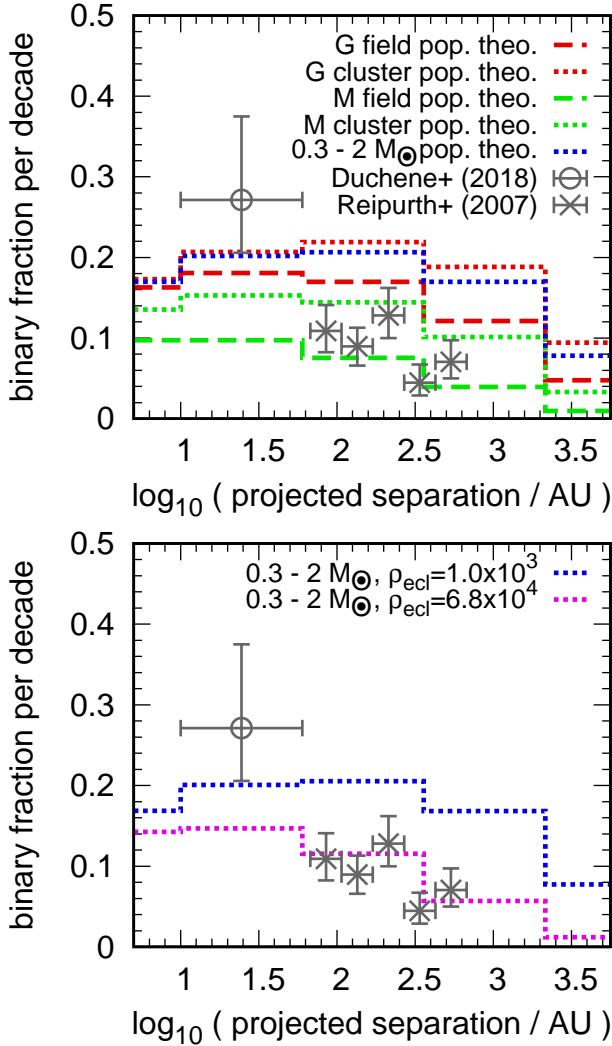 0.5
0.4
0.3
0.2
0.1
0
binary fraction per decade
G field pop. theo.
G cluster pop. theo.
M field pop. theo.
M cluster pop. theo.
0.3 - 2 M☉ pop. theo.
Duchene+ (2018)
Reipurth+ (2007)
1 1.5 2 2.5 3 3.5
log₁₀ ( projected separation / AU )
0.5
0.4
0.3
0.2
0.1
0
binary fraction per decade
0.3 - 2 M☉, ρecl=1.0x10³
0.3 - 2 M☉, ρecl=6.8x10⁴
1 1.5 2 2.5 3 3.5
log₁₀ ( projected separation / AU )